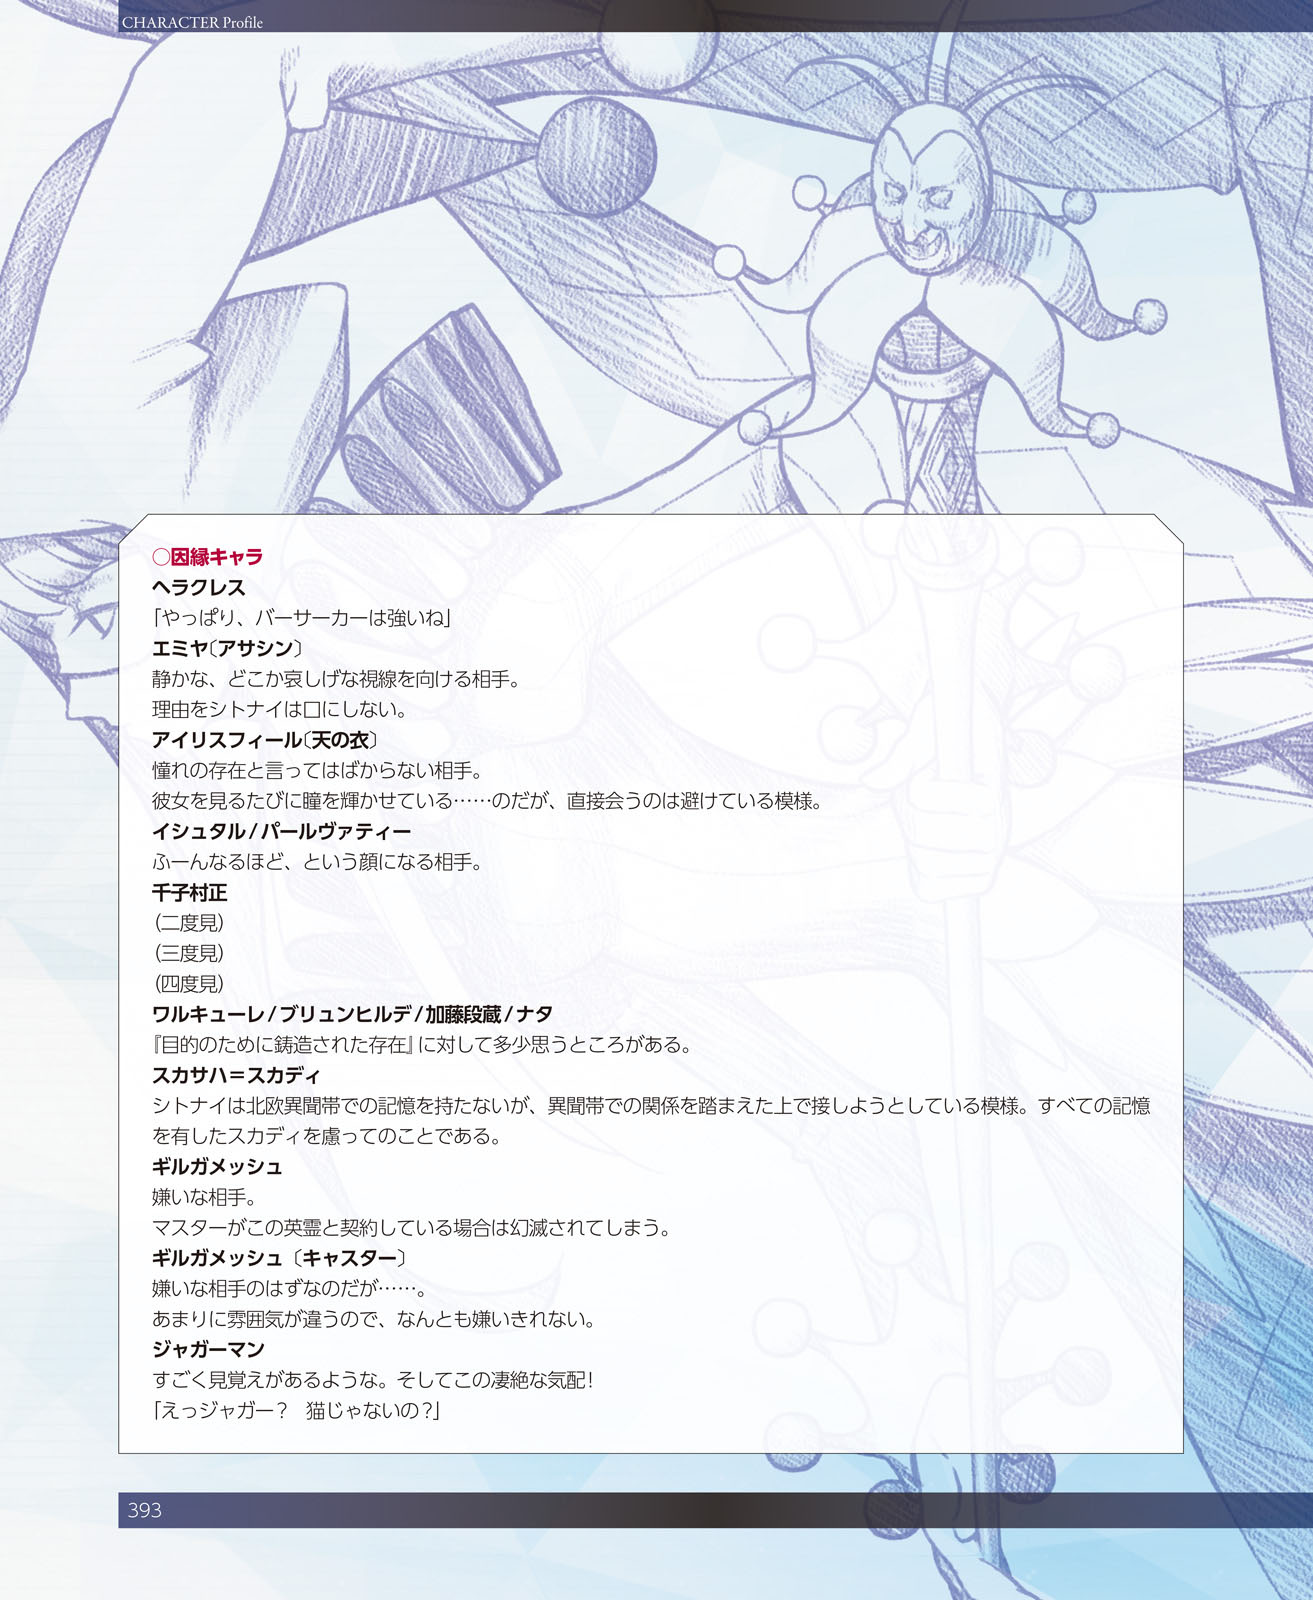 CHARACTER Profile
○因縁キャラ
ヘラクレス
「やっぱり、バーサーカーは強いね」
エミヤ〔アサシン〕
静かな、どこか哀しげな視線を向ける相手。
理由をシトナイは口にしない。
アイリスフィール〔天の衣〕
憧れの存在と言ってはばからない相手。
彼女を見るたびに瞳を輝かせている……のだが、直接会うのは避けている模様。
イシュタル/パールヴァティー
ふーんなるほど、という顔になる相手。
千子村正
(二度見)
(三度見)
(四度見)
ワルキューレ/ブリュンヒルデ/加藤段蔵/ナタ
『目的のために鋳造された存在』に対して多少思うところがある。
スカサハ=スカディ
シトナイは北欧異聞帯での記憶を持たないが、異聞帯での関係を踏まえた上で接しようとしている模様。すべての記憶
を有したスカディを慮ってのことである。
ギルガメッシュ
嫌いな相手。
マスターがこの英霊と契約している場合は幻滅されてしまう。
ギルガメッシュ〔キャスター〕
嫌いな相手のはずなのだが……。
あまりに雰囲気が違うので、なんとも嫌いきれない。
ジャガーマン
すごく見覚えがあるような。そしてこの凄絶な気配!
「えっジャガー? 猫じゃないの?」
393